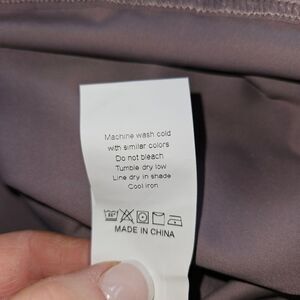 Machine wash cold
with similar colors
Do not bleach
Tumble dry low
Line dry in shade
Cool iron
MADE IN CHINA